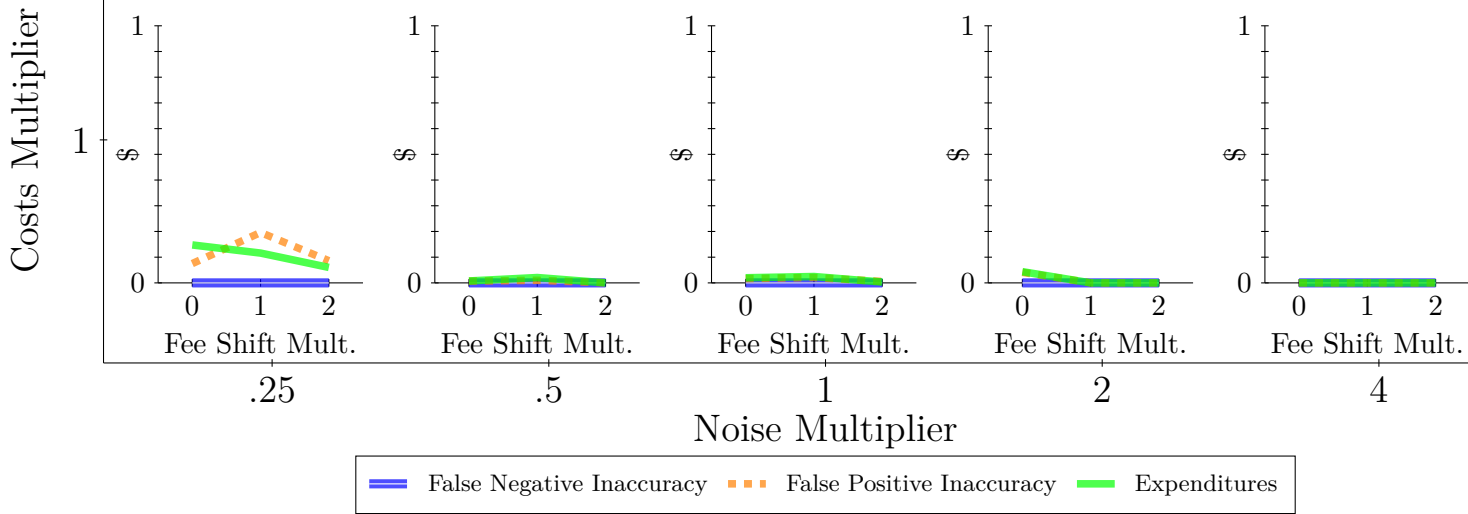 Costs Multiplier
1
1
$
0
0 1 2
Fee Shift Mult.
1
$
0
0 1 2
Fee Shift Mult.
1
$
0
0 1 2
Fee Shift Mult.
1
$
0
0 1 2
Fee Shift Mult.
1
$
0
0 1 2
Fee Shift Mult.
.25 .5 1 2 4
Noise Multiplier
False Negative Inaccuracy False Positive Inaccuracy Expenditures